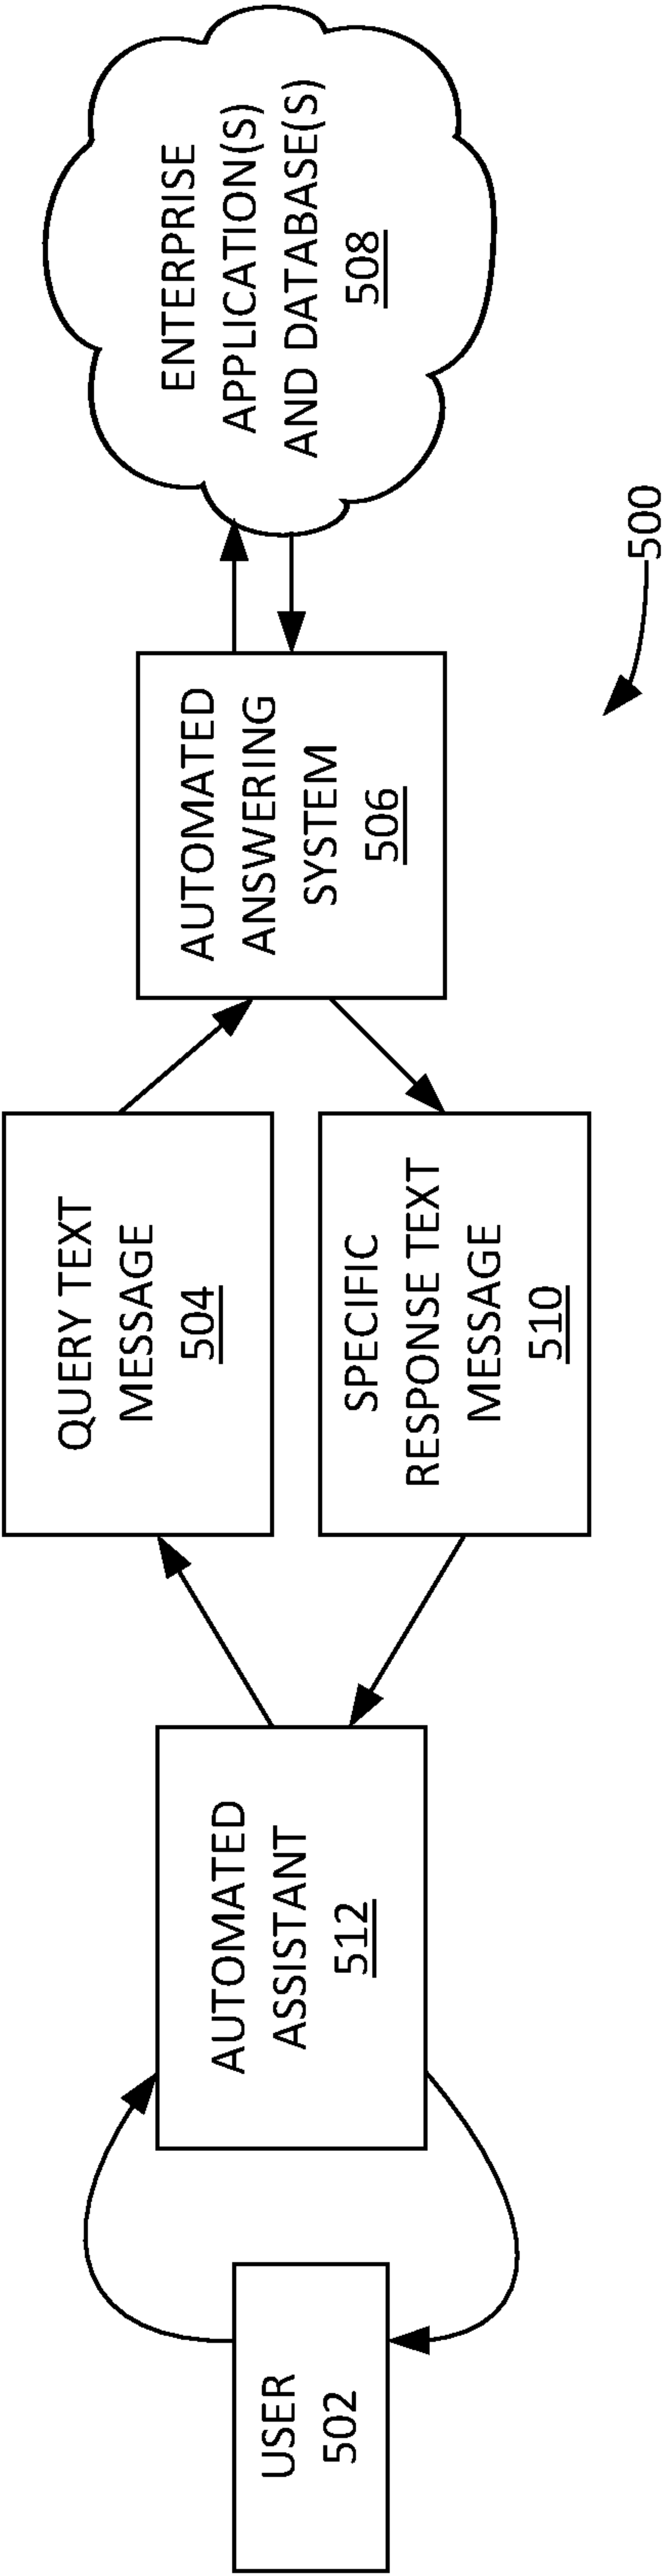 USER
502
AUTOMATED
ASSISTANT
512
QUERY TEXT
MESSAGE
504
SPECIFIC
RESPONSE TEXT
MESSAGE
510
AUTOMATED
ANSWERING
SYSTEM
506
ENTERPRISE
APPLICATION(S)
AND DATABASE(S)
508
500